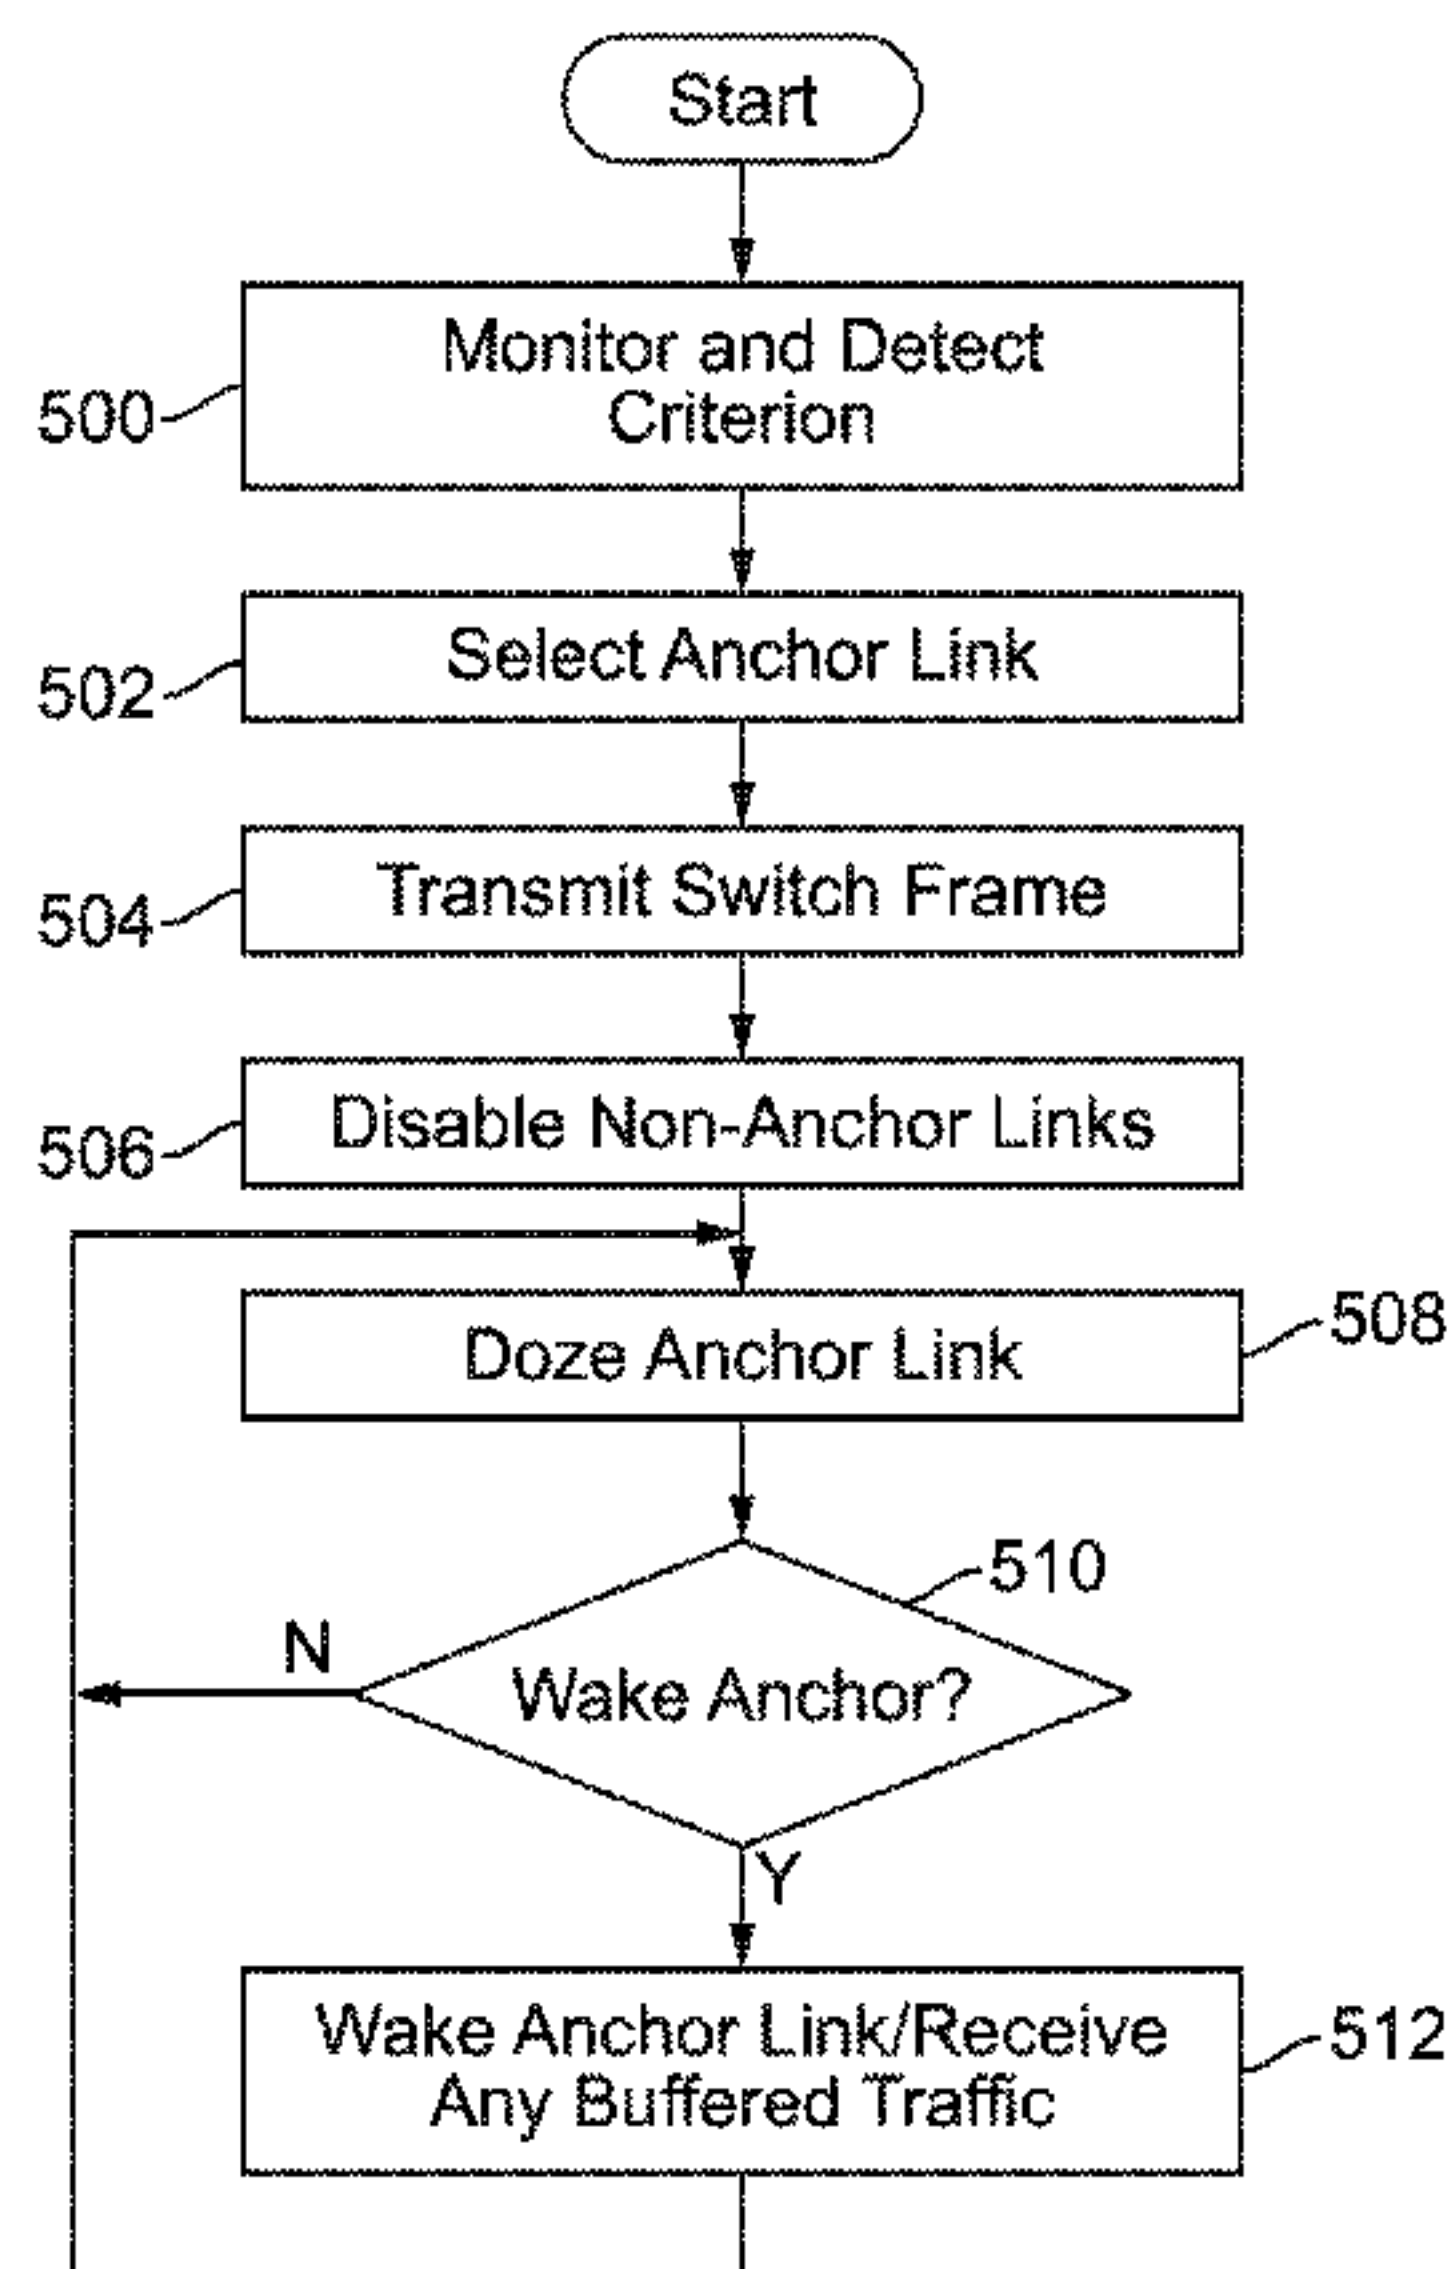 Start
Monitor and Detect
Criterion
500
Select Anchor Link
502
Transmit Switch Frame
504
Disable Non-Anchor Links
506
Doze Anchor Link
508
510
Wake Anchor?
N
Y
Wake Anchor Link/Receive
Any Buffered Traffic
512